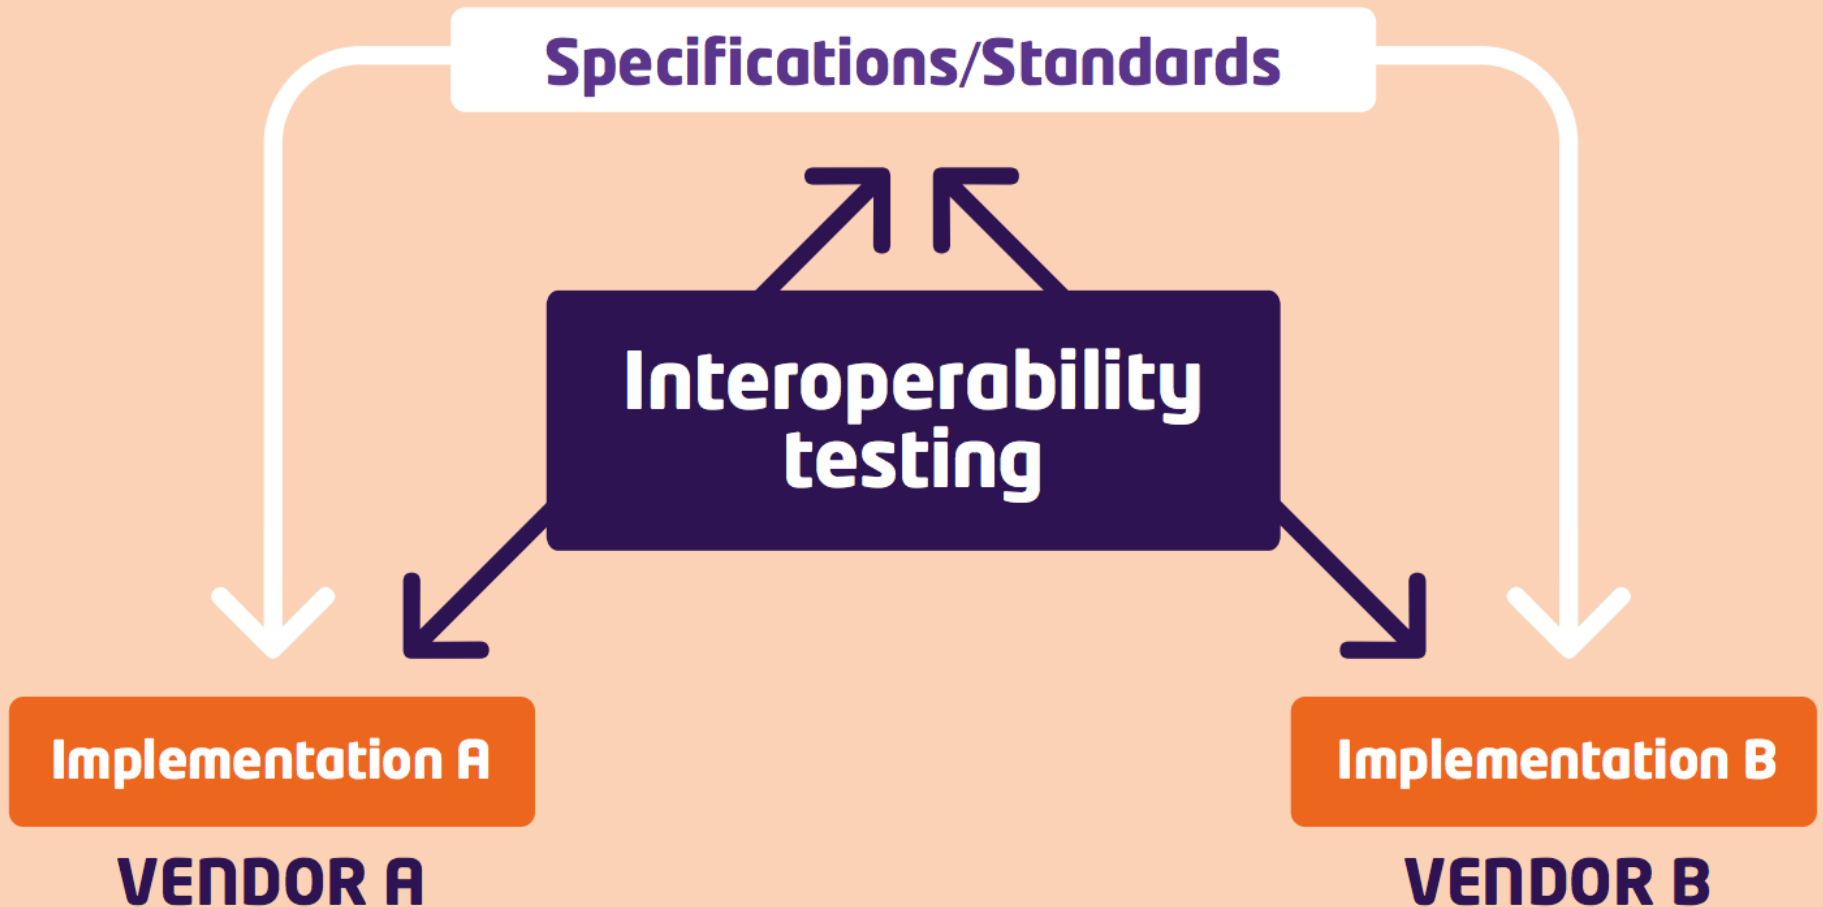 Specifications/Standards
Interoperability
testing
Implementation A
Implementation B
VENDOR A
VENDOR B